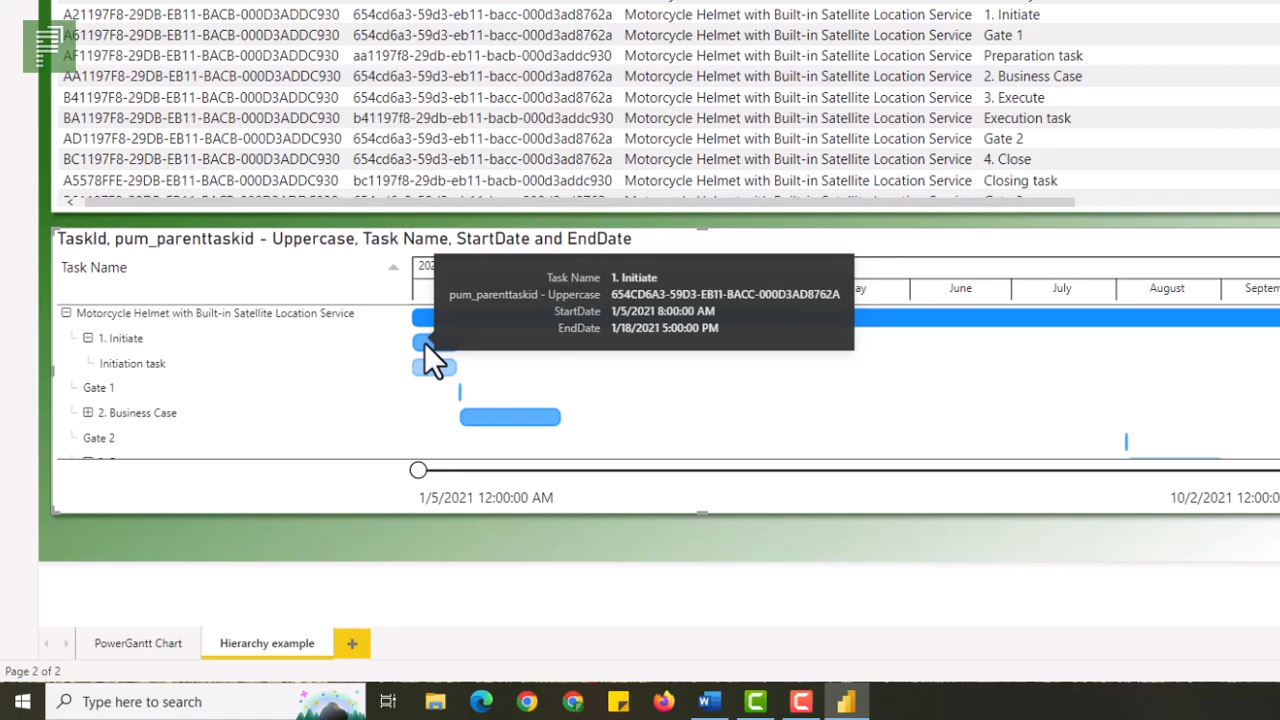 A21197F8-29DB-EB11-BACB-000D3ADDC930 654cd6a3-59d3-eb11-bacc-000d3ad8762a Motorcycle Helmet with Built-in Satellite Location Service 1. Initiate
A61197F8-29DB-EB11-BACB-000D3ADDC930 654cd6a3-59d3-eb11-bacc-000d3ad8762a Motorcycle Helmet with Built-in Satellite Location Service Gate 1
AF1197F8-29DB-EB11-BACB-000D3ADDC930 aa1197f8-29db-eb11-bacb-000d3addc930 Motorcycle Helmet with Built-in Satellite Location Service Preparation task
AA1197F8-29DB-EB11-BACB-000D3ADDC930 654cd6a3-59d3-eb11-bacc-000d3ad8762a Motorcycle Helmet with Built-in Satellite Location Service 2. Business Case
B41197F8-29DB-EB11-BACB-000D3ADDC930 654cd6a3-59d3-eb11-bacc-000d3ad8762a Motorcycle Helmet with Built-in Satellite Location Service 3. Execute
BA1197F8-29DB-EB11-BACB-000D3ADDC930 b41197f8-29db-eb11-bacb-000d3addc930 Motorcycle Helmet with Built-in Satellite Location Service Execution task
AD1197F8-29DB-EB11-BACB-000D3ADDC930 654cd6a3-59d3-eb11-bacc-000d3ad8762a Motorcycle Helmet with Built-in Satellite Location Service Gate 2
BC1197F8-29DB-EB11-BACB-000D3ADDC930 654cd6a3-59d3-eb11-bacc-000d3ad8762a Motorcycle Helmet with Built-in Satellite Location Service 4. Close
A5578FFE-29DB-EB11-BACB-000D3ADDC930 bc1197f8-29db-eb11-bacb-000d3addc930 Motorcycle Helmet with Built-in Satellite Location Service Closing task
TaskId, pum_parenttaskid - Uppercase, Task Name, StartDate and EndDate
Task Name
June July August
Task Name 1. Initiate
pum_parenttaskid - Uppercase 654CD6A3-59D3-EB11-BACC-000D3AD8762A
StartDate 1/5/2021 8:00:00 AM
EndDate 1/18/2021 5:00:00 PM
Motorcycle Helmet with Built-in Satellite Location Service
1. Initiate
Initiation task
Gate 1
2. Business Case
Gate 2
1/5/2021 12:00:00 AM 10/2/2021 12:00:0
PowerGantt Chart Hierarchy example
Page 2 of 2
Type here to search